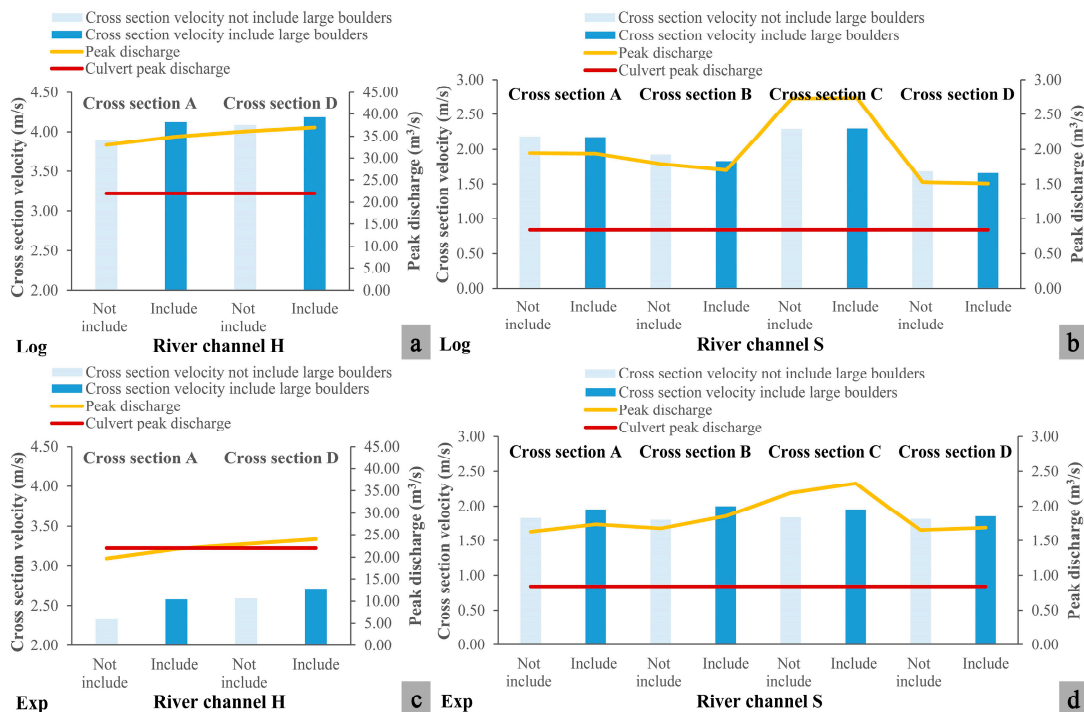 Cross section velocity not include large boulders
Cross section velocity include large boulders
Peak discharge
Culvert peak discharge
Cross section velocity (m/s)
4.50
4.00
3.50
3.00
2.50
2.00
Cross section A
Cross section D
45.00
40.00
35.00
30.00
25.00
20.00
15.00
10.00
5.00
0.00
Peak discharge (m³/s)
Not include
Include
Not include
Include
Log
River channel H
a
Cross section velocity not include large boulders
Cross section velocity include large boulders
Peak discharge
Culvert peak discharge
Cross section velocity (m/s)
3.00
2.50
2.00
1.50
1.00
0.50
0.00
Cross section A
Cross section B
Cross section C
Cross section D
3.00
2.50
2.00
1.50
1.00
0.50
0.00
Peak discharge (m³/s)
Not include
Include
Not include
Include
Not include
Include
Not include
Include
Log
River channel S
b
Cross section velocity not include large boulders
Cross section velocity include large boulders
Peak discharge
Culvert peak discharge
Cross section velocity (m/s)
4.50
4.00
3.50
3.00
2.50
2.00
Cross section A
Cross section D
45.00
40.00
35.00
30.00
25.00
20.00
15.00
10.00
5.00
0.00
Peak discharge (m³/s)
Not include
Include
Not include
Include
Exp
River channel H
c
Cross section velocity not include large boulders
Cross section velocity include large boulders
Peak discharge
Culvert peak discharge
Cross section velocity (m/s)
3.00
2.50
2.00
1.50
1.00
0.50
0.00
Cross section A
Cross section B
Cross section C
Cross section D
3.00
2.50
2.00
1.50
1.00
0.50
0.00
Peak discharge (m³/s)
Not include
Include
Not include
Include
Not include
Include
Not include
Include
Exp
River channel S
d